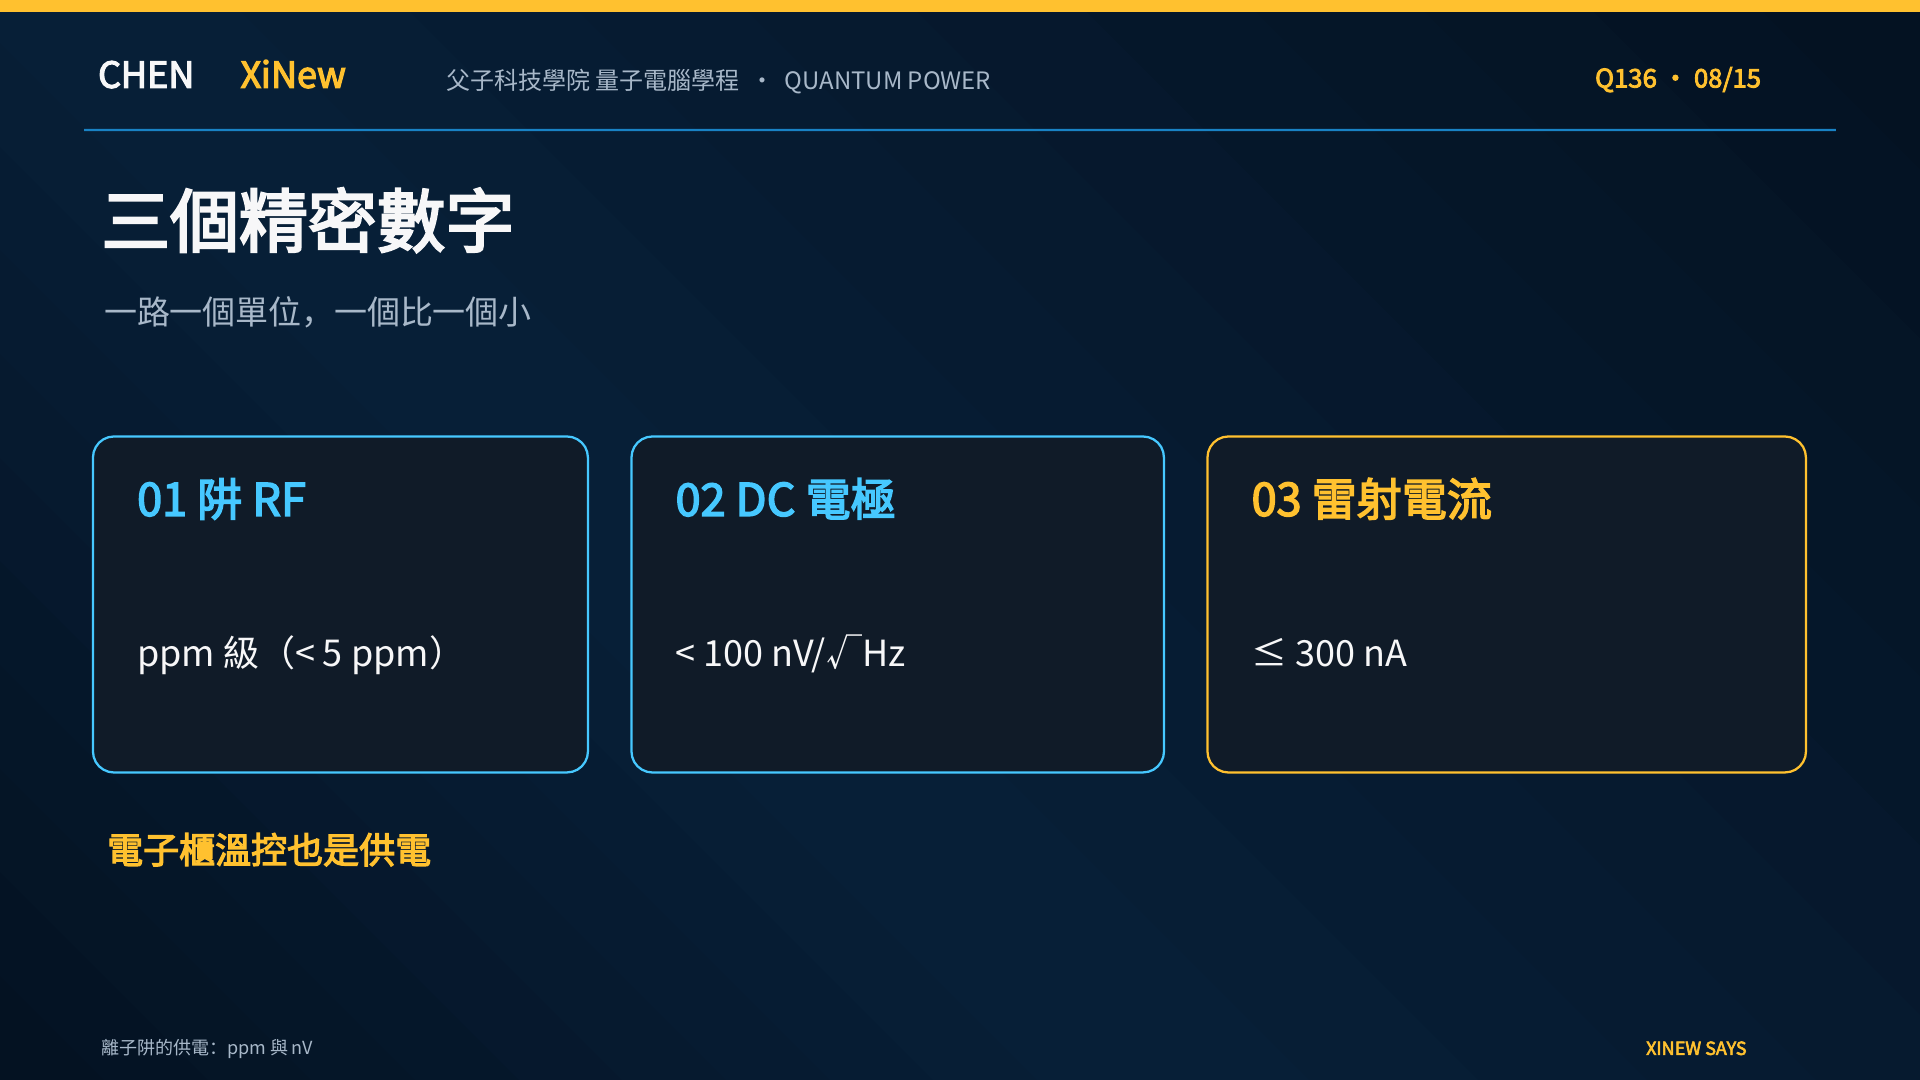 CHEN XiNew 父子科技學院 量子電腦學程 · QUANTUM POWER Q136 · 08/15
三個精密數字
一路一個單位，一個比一個小
01 阱 RF
ppm 級（< 5 ppm）
02 DC 電極
< 100 nV/√Hz
03 雷射電流
≤ 300 nA
電子櫃溫控也是供電
離子阱的供電：ppm 與 nV
XINEW SAYS